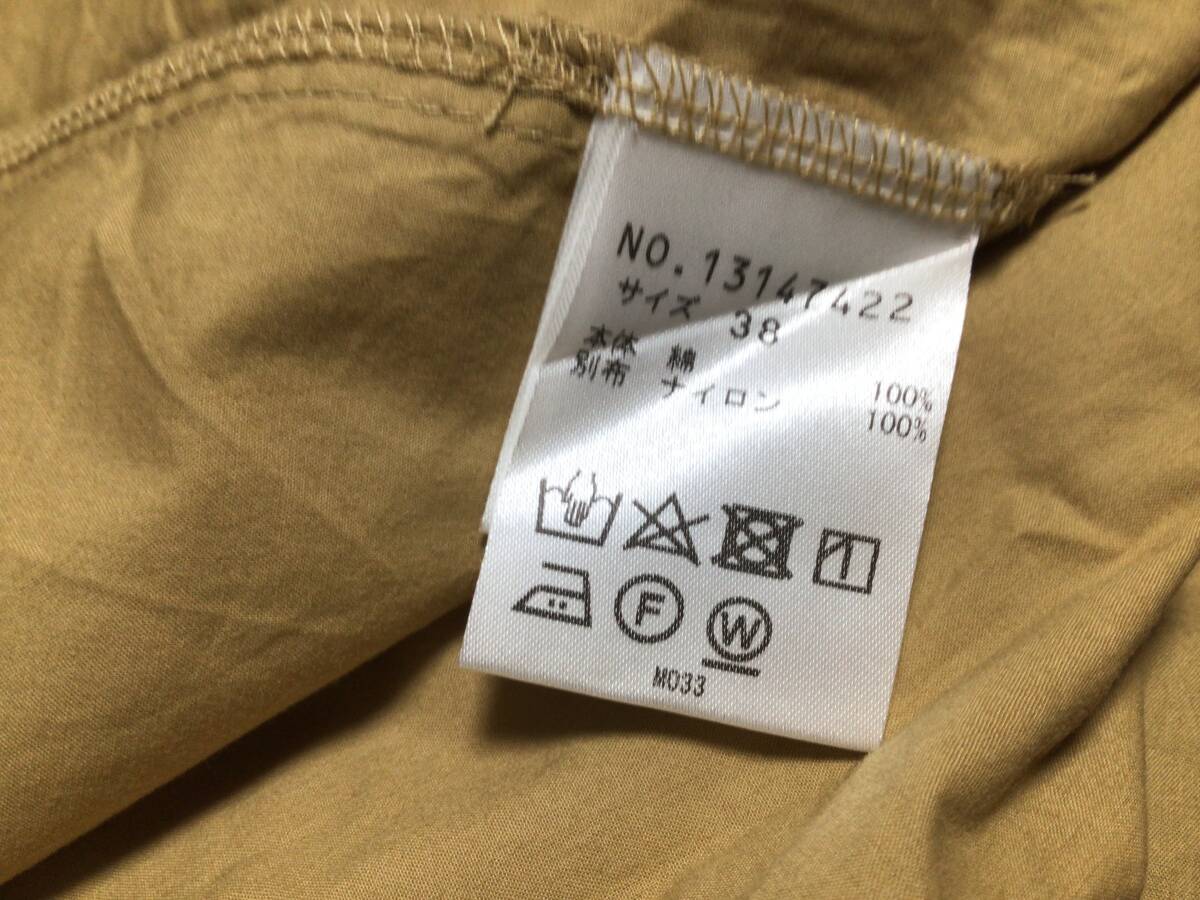 NO.13147422
サイズ 38
本体 綿 100%
別布 ナイロン 100%
F W
M033